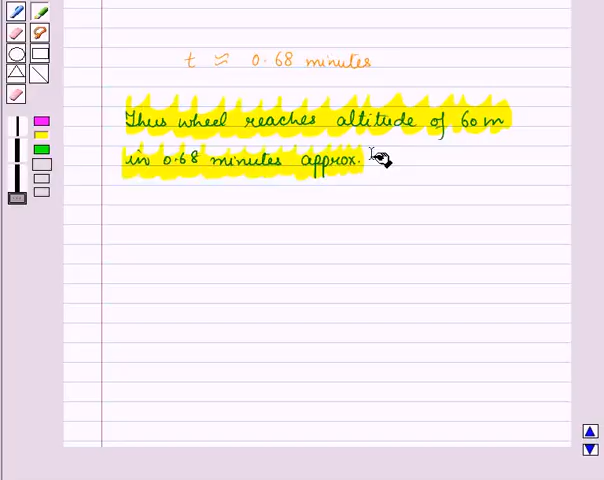 t ≈ 0.68 minutes
Thus wheel reaches altitude of 60 m
in 0.68 minutes approx.